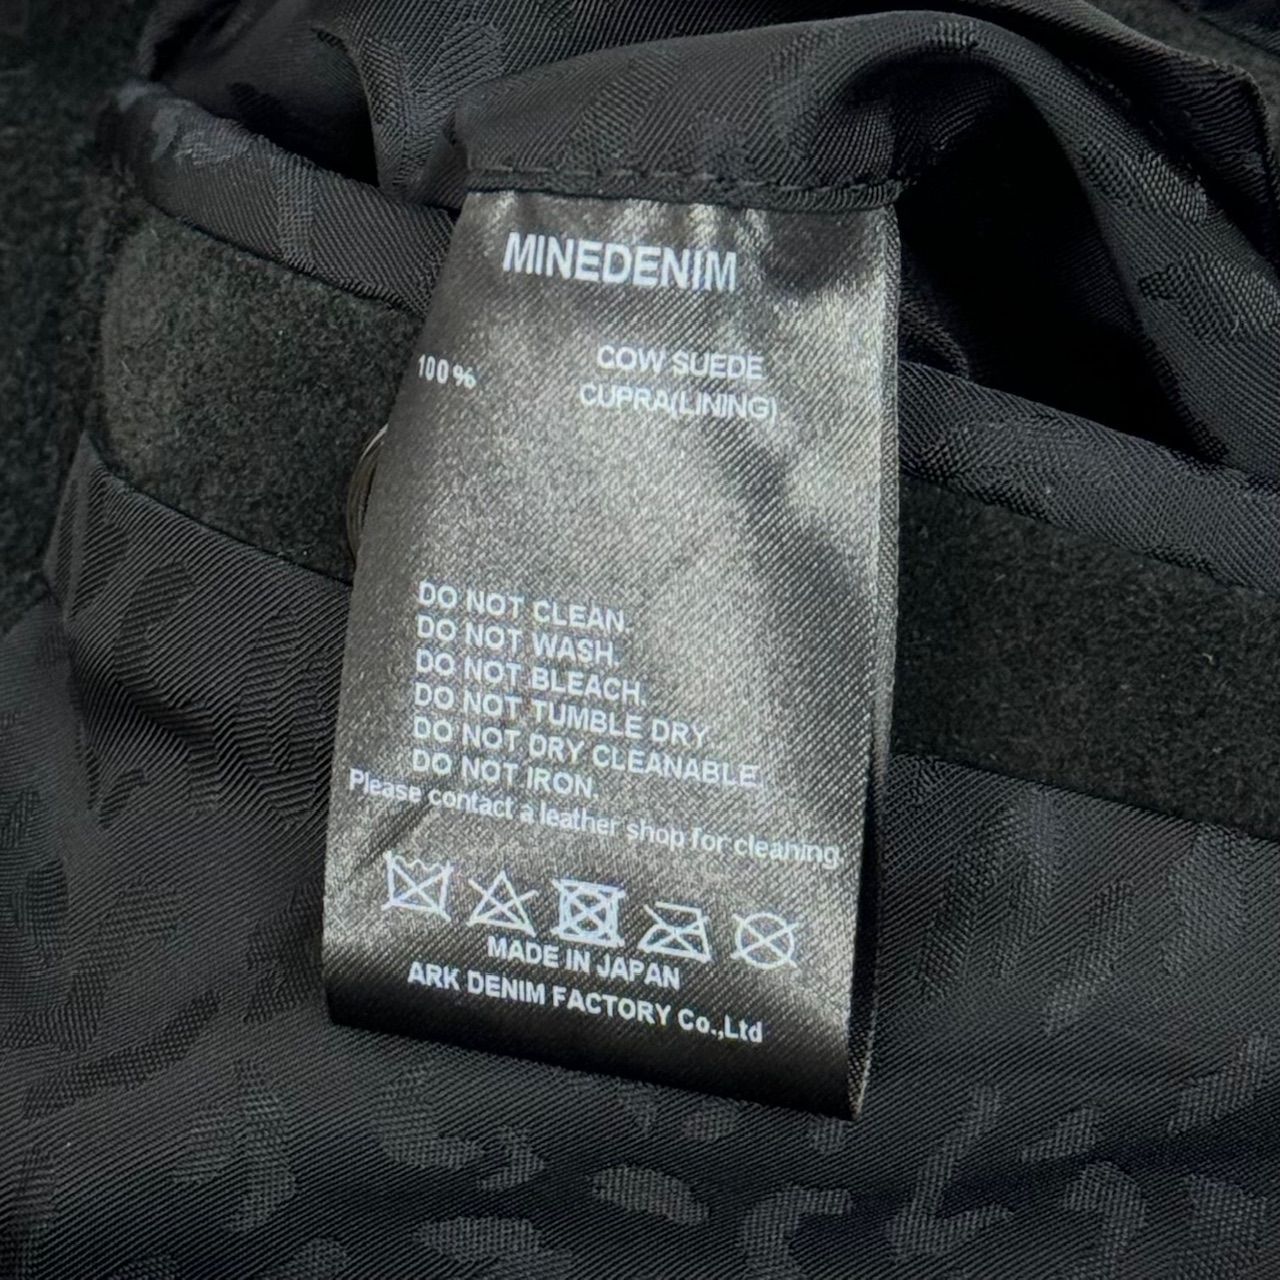 MINEDENIM
100% COW SUEDE
CUPRA(LINING)
DO NOT CLEAN.
DO NOT WASH.
DO NOT BLEACH.
DO NOT TUMBLE DRY.
DO NOT DRY CLEANABLE.
DO NOT IRON.
Please contact a leather shop for cleaning.
MADE IN JAPAN
ARK DENIM FACTORY Co.,Ltd